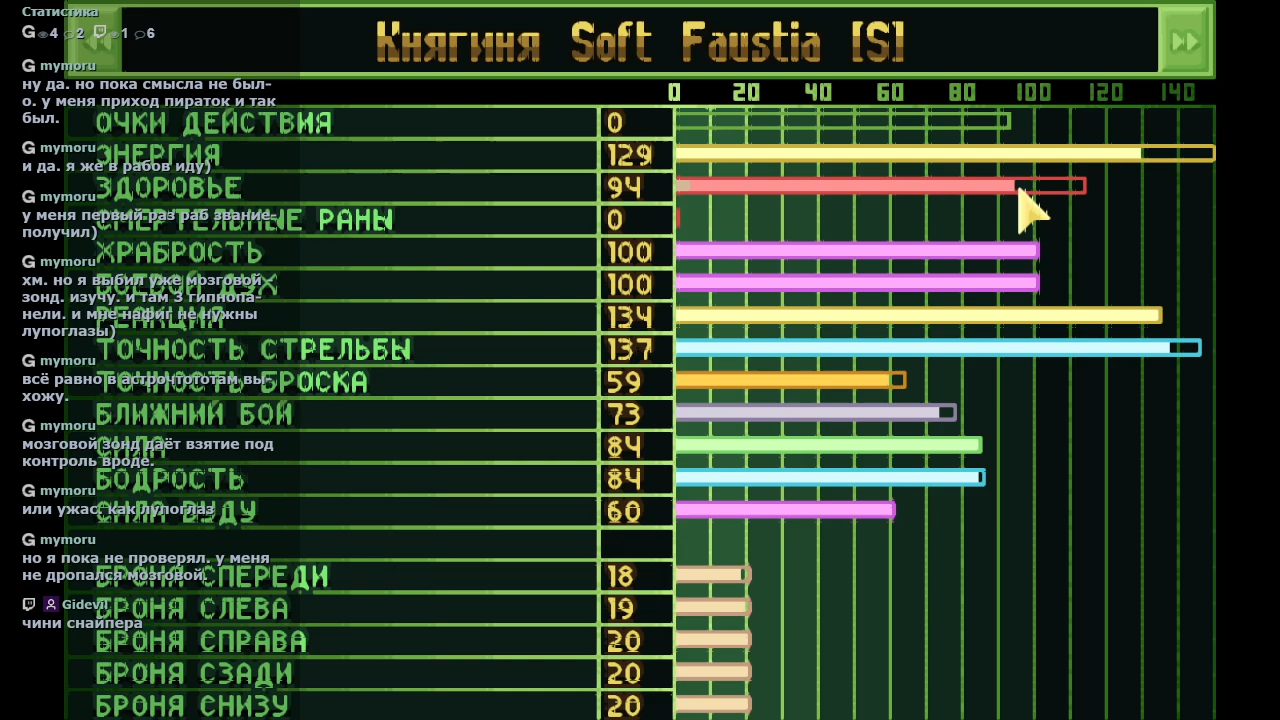 Княгиня Soft Faustia [S]
Статистика
4 2 1 6
0 20 40 60 80 100 120 140
ОЧКИ ДЕЙСТВИЯ 0
ЭНЕРГИЯ 129
ЗДОРОВЬЕ 94
СМЕРТЕЛЬНЫЕ РАНЫ 0
ХРАБРОСТЬ 100
БОЕВОЙ ДУХ 100
РЕАКЦИЯ 134
ТОЧНОСТЬ СТРЕЛЬБЫ 137
ТОЧНОСТЬ БРОСКА 59
БЛИЖНИЙ БОЙ 73
СИЛА 84
БОДРОСТЬ 84
СИЛА ВУДУ 60
БРОНЯ СПЕРЕДИ 18
БРОНЯ СЛЕВА 19
БРОНЯ СПРАВА 20
БРОНЯ СЗАДИ 20
БРОНЯ СНИЗУ 20
mymoru
ну да. но пока смысла не был-
о. у меня приход пираток и так
был.
mymoru
и да. я же в рабов иду)
mymoru
у меня первый раз раб звание-
получил)
mymoru
хм. но я выбил уже мозговой
зонд. изучу. и там 3 гипнопа-
нели. и мне нафиг не нужны
лупоглазы)
mymoru
всё равно в астрочтототам вы-
хожу.
mymoru
мозговой зонд даёт взятие под
контроль вроде.
mymoru
или ужас. как лупоглаз
mymoru
но я пока не проверял. у меня
не дропался мозговой.
Gidevil
чини снайпера